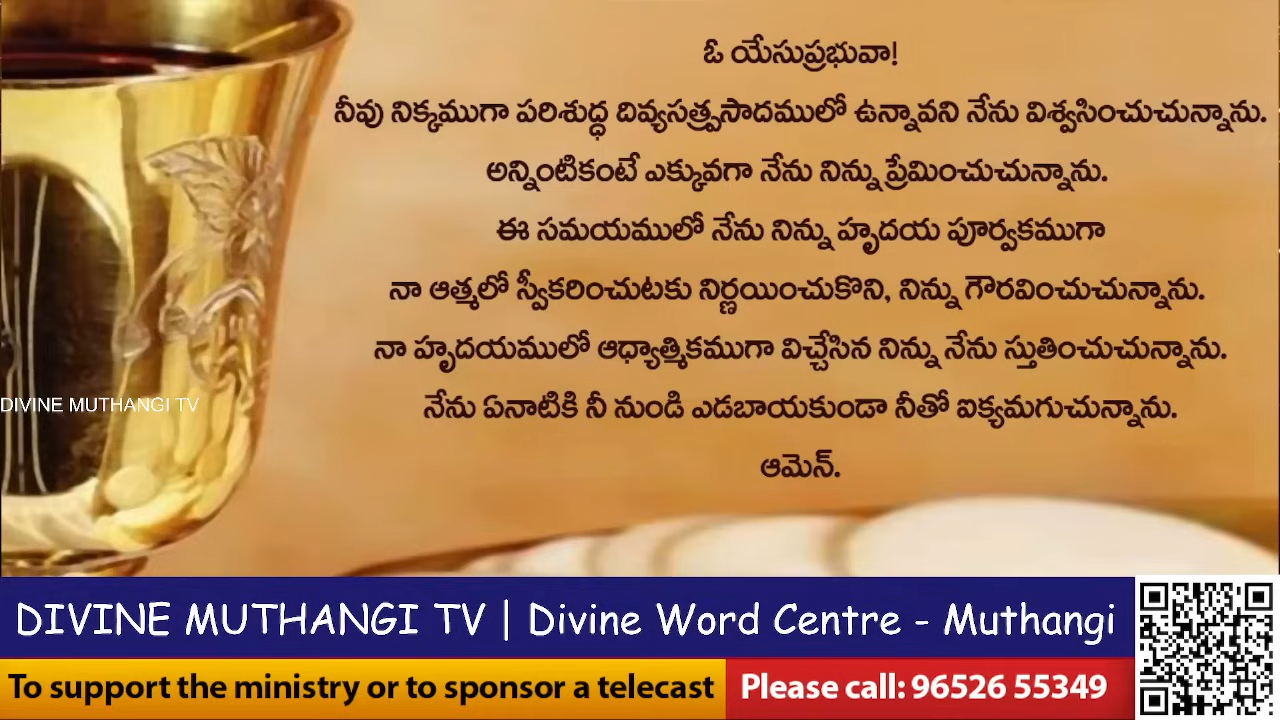 ఓ యేసుప్రభువా!
నీవు నిక్కముగా పరిశుద్ధ దివ్యసత్ప్రసాదములో ఉన్నావని నేను విశ్వసించుచున్నాను.
అన్నింటికంటే ఎక్కువగా నేను నిన్ను ప్రేమించుచున్నాను.
ఈ సమయములో నేను నిన్ను హృదయ పూర్వకముగా
నా ఆత్మలో స్వీకరించుటకు నిర్ణయించుకొని, నిన్ను గౌరవించుచున్నాను.
నా హృదయములో ఆధ్యాత్మికముగా విచ్చేసిన నిన్ను నేను స్తుతించుచున్నాను.
నేను ఏనాటికి నీ నుండి ఎడబాయకుండా నీతో ఐక్యమగుచున్నాను.
ఆమెన్.
DIVINE MUTHANGI TV
DIVINE MUTHANGI TV | Divine Word Centre - Muthangi
To support the ministry or to sponsor a telecast Please call: 96526 55349